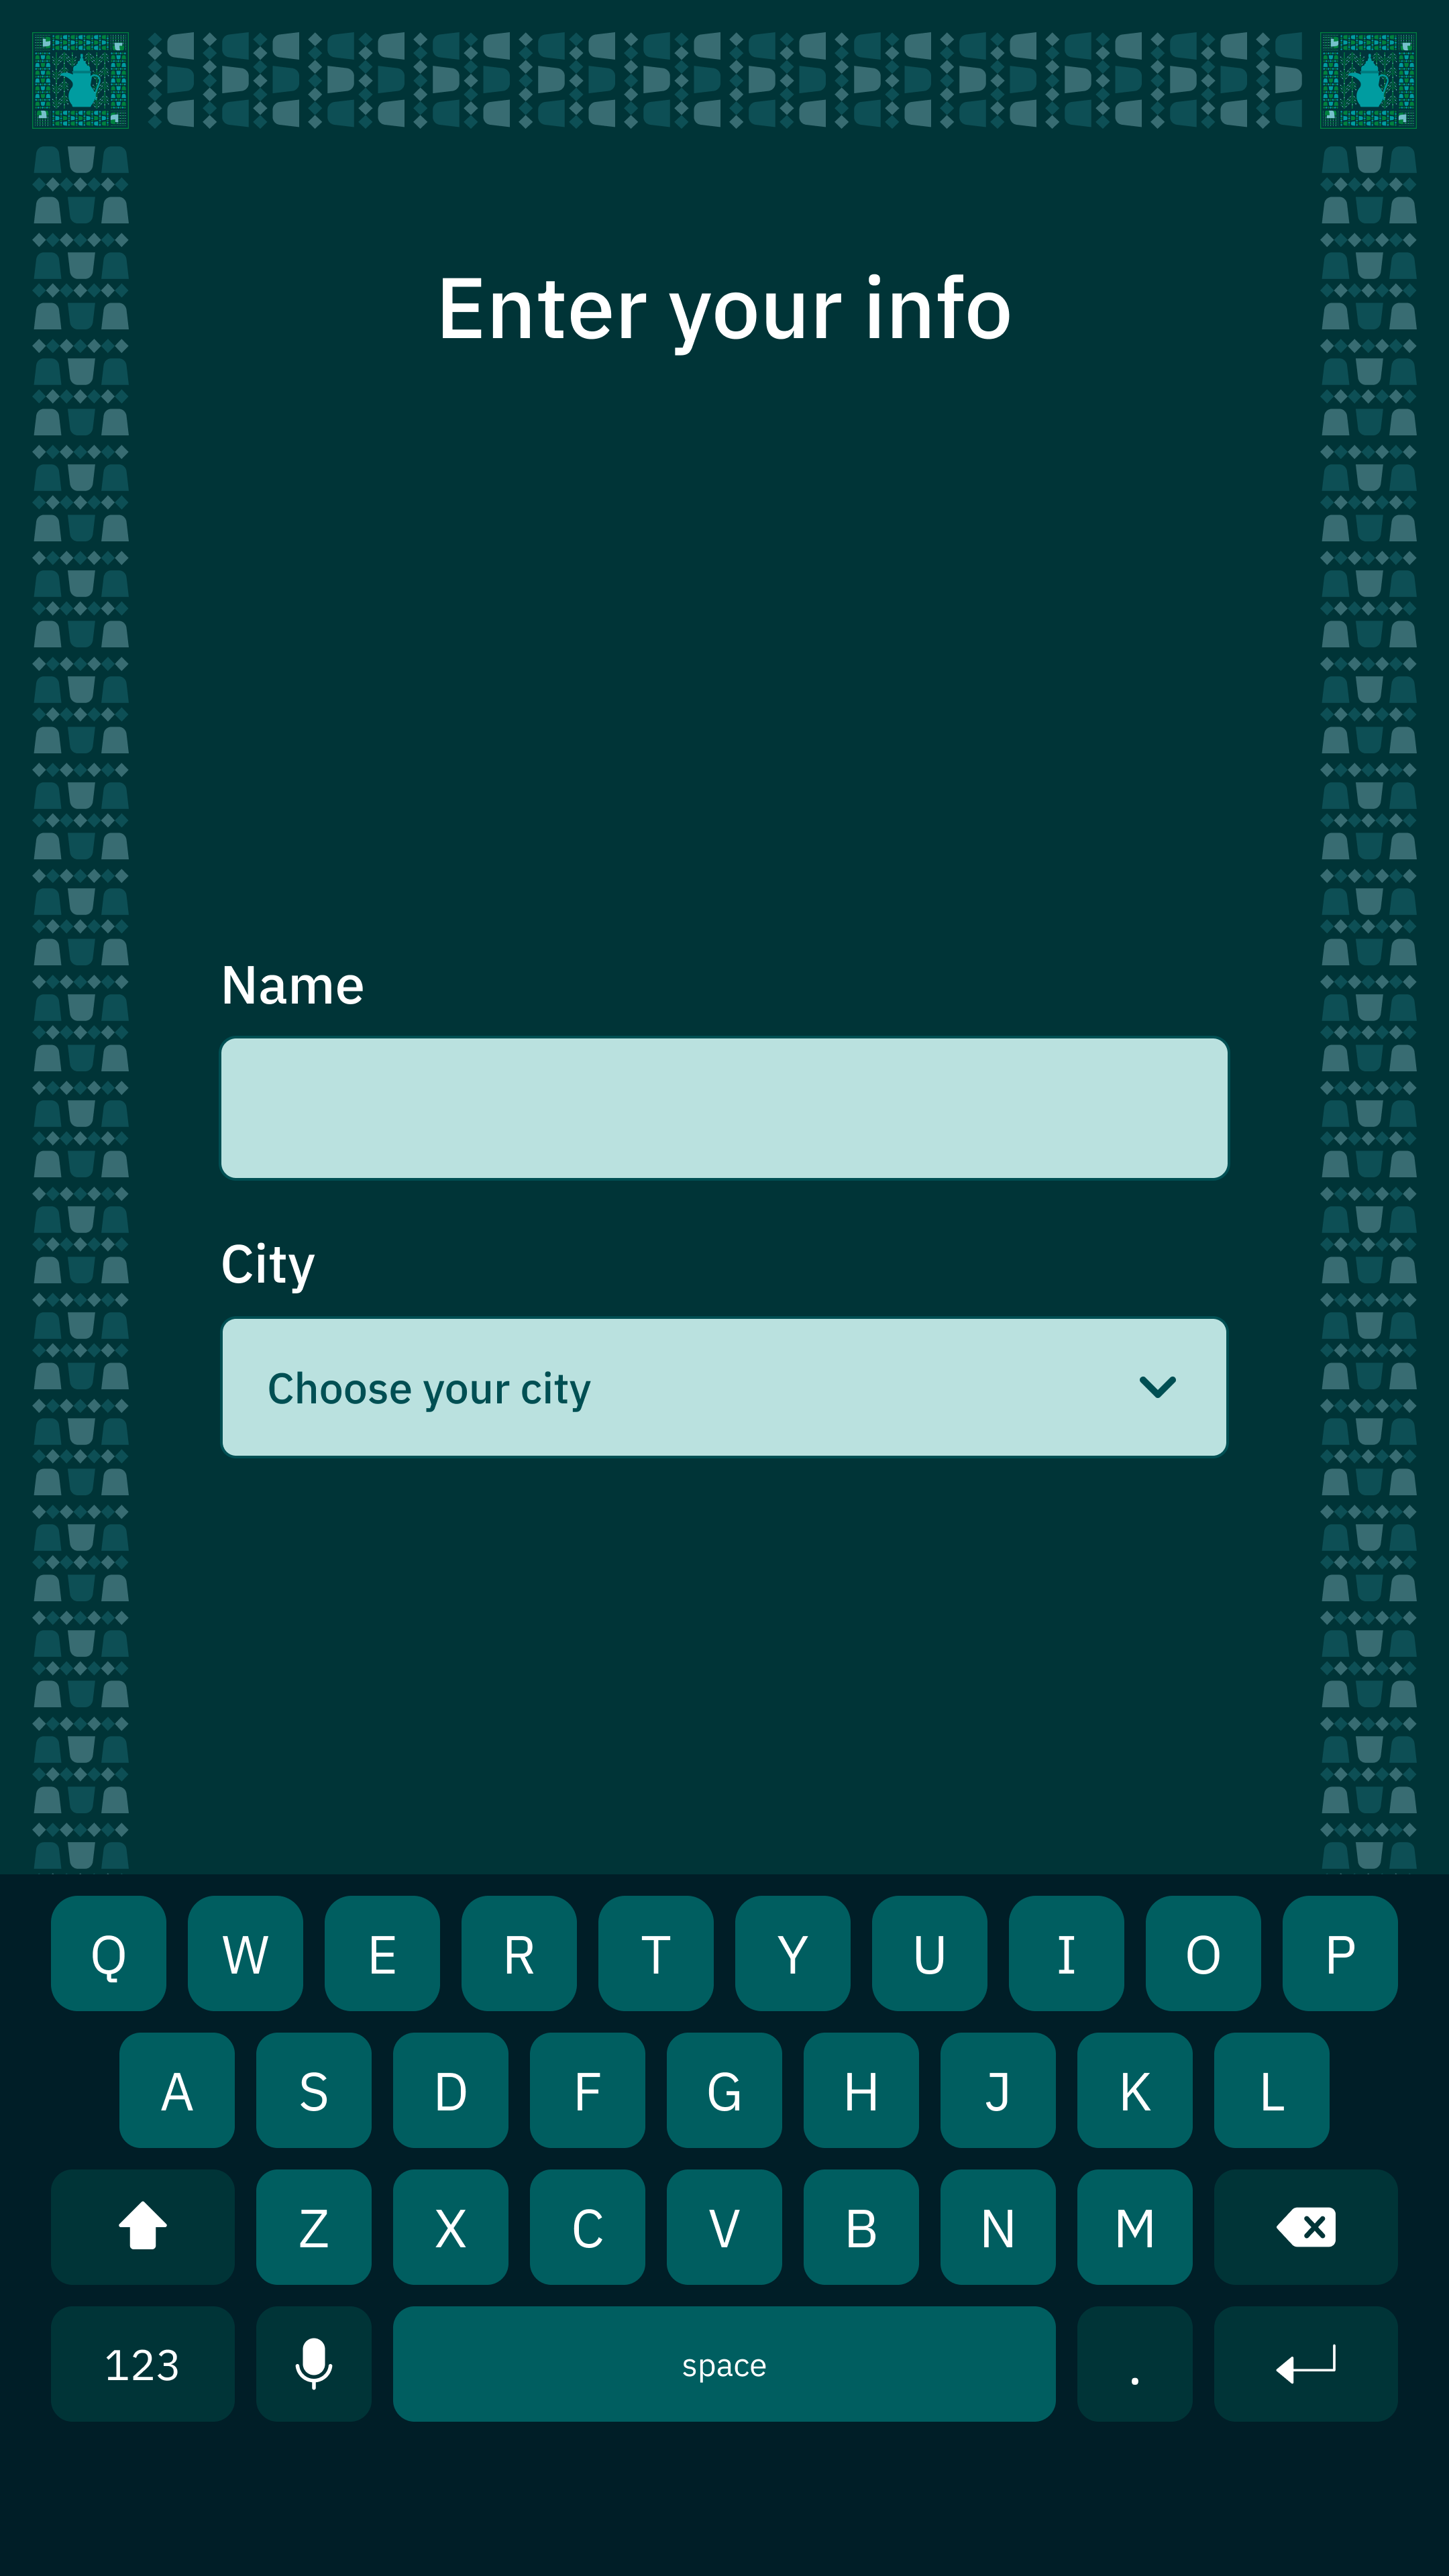 Enter your info
Name
City
Choose your city
Q W E R T Y U I O P
A S D F G H J K L
Z X C V B N M
123 space .